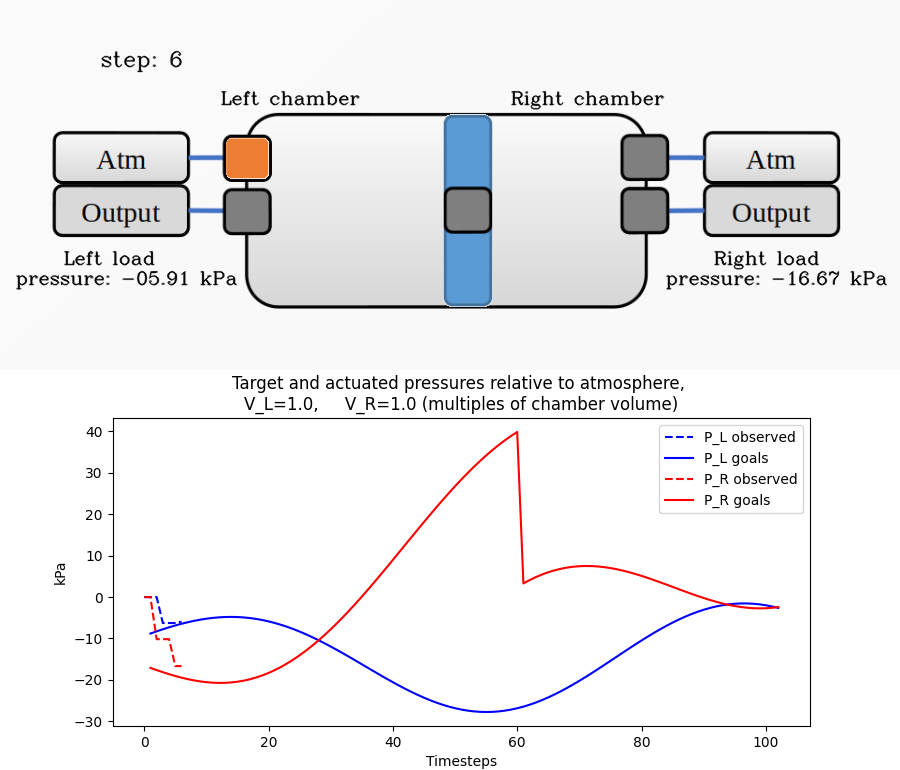 step: 6
Left chamber
Right chamber
Atm
Output
Left load
pressure: -05.91 kPa
Atm
Output
Right load
pressure: -16.67 kPa
Target and actuated pressures relative to atmosphere,
V_L=1.0, V_R=1.0 (multiples of chamber volume)
P_L observed
P_L goals
P_R observed
P_R goals
kPa
40
30
20
10
0
−10
−20
−30
0 20 40 60 80 100
Timesteps